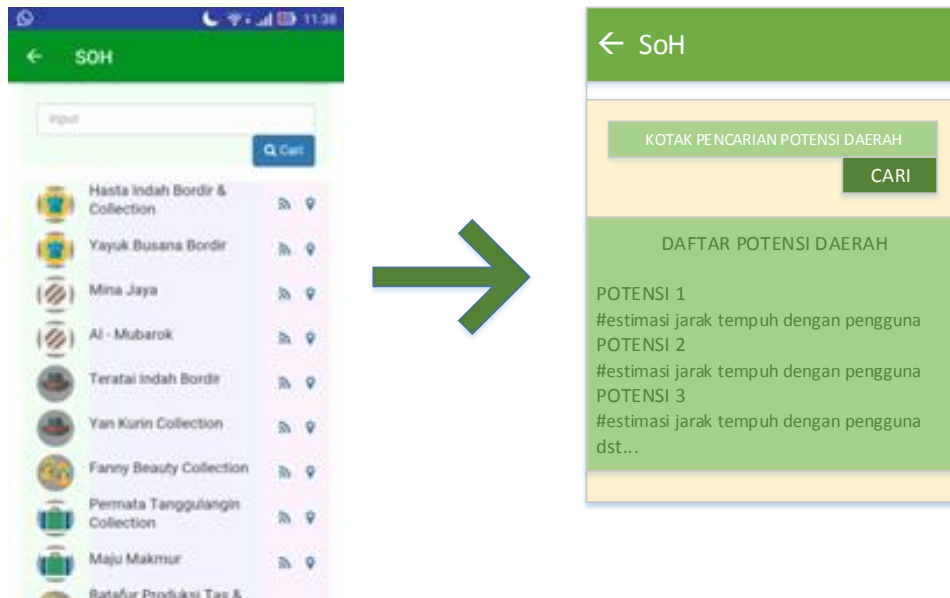 11:38
SOH
Input
Cari
Hasta Indah Bordir &
Collection
Yayuk Busana Bordir
Mina Jaya
Al - Mubarok
Teratai Indah Bordir
Yan Kurin Collection
Fanny Beauty Collection
Permata Tanggulangin
Collection
Maju Makmur
Batafur Produksi Tas &
SoH
KOTAK PENCARIAN POTENSI DAERAH
CARI
DAFTAR POTENSI DAERAH
POTENSI 1
#estimasi jarak tempuh dengan pengguna
POTENSI 2
#estimasi jarak tempuh dengan pengguna
POTENSI 3
#estimasi jarak tempuh dengan pengguna
dst...